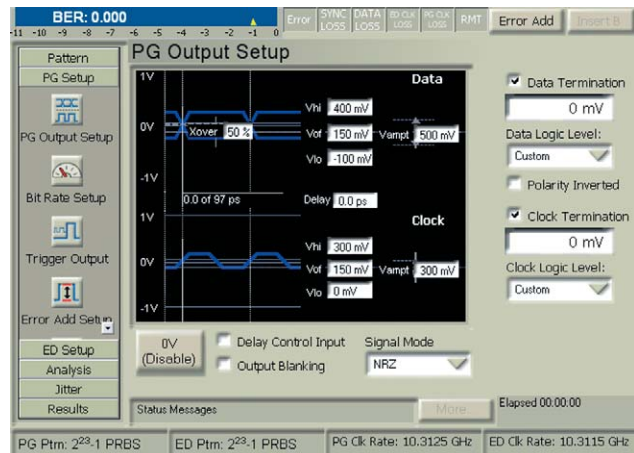 BER: 0.000
-11 -10 -9 -8 -7 -6 -5 -4 -3 -2 -1 0
Error
SYNC LOSS
DATA LOSS
ED CLK LOSS
PG CLK LOSS
RMT
Error Add
Insert B
Pattern
PG Setup
PG Output Setup
Bit Rate Setup
Trigger Output
Error Add Setup
ED Setup
Analysis
Jitter
Results
PG Output Setup
1V
Data
Vhi 400 mV
0V
Xover 50 %
Vof 150 mV
Vampt 500 mV
Vlo -100 mV
-1V
0.0 of 97 ps
Delay 0.0 ps
1V
Clock
Vhi 300 mV
0V
Vof 150 mV
Vampt 300 mV
Vlo 0 mV
-1V
Data Termination
0 mV
Data Logic Level:
Custom
Polarity Inverted
Clock Termination
0 mV
Clock Logic Level:
Custom
0V
(Disable)
Delay Control Input
Output Blanking
Signal Mode
NRZ
Status Messages
More...
Elapsed 00:00:00
PG Ptrn: 2²³-1 PRBS
ED Ptrn: 2²³-1 PRBS
PG Clk Rate: 10.3125 GHz
ED Clk Rate: 10.3115 GHz